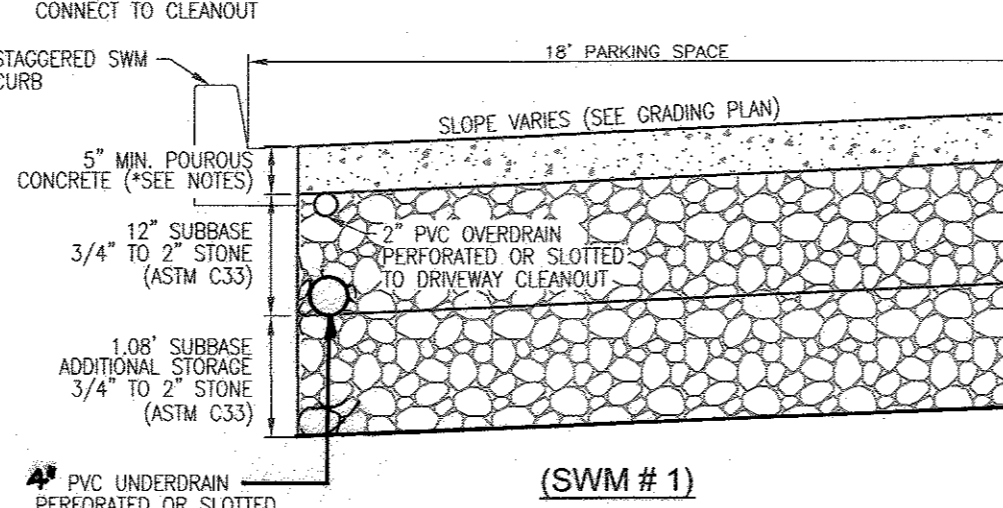 CONNECT TO CLEANOUT
STAGGERED SWM
CURB
18' PARKING SPACE
SLOPE VARIES (SEE GRADING PLAN)
5" MIN. POUROUS
CONCRETE (*SEE NOTES)
12" SUBBASE
3/4" TO 2" STONE
(ASTM C33)
2" PVC OVERDRAIN
PERFORATED OR SLOTTED
TO DRIVEWAY CLEANOUT
1.08' SUBBASE
ADDITIONAL STORAGE
3/4" TO 2" STONE
(ASTM C33)
4" PVC UNDERDRAIN
PERFORATED OR SLOTTED
(SWM # 1)